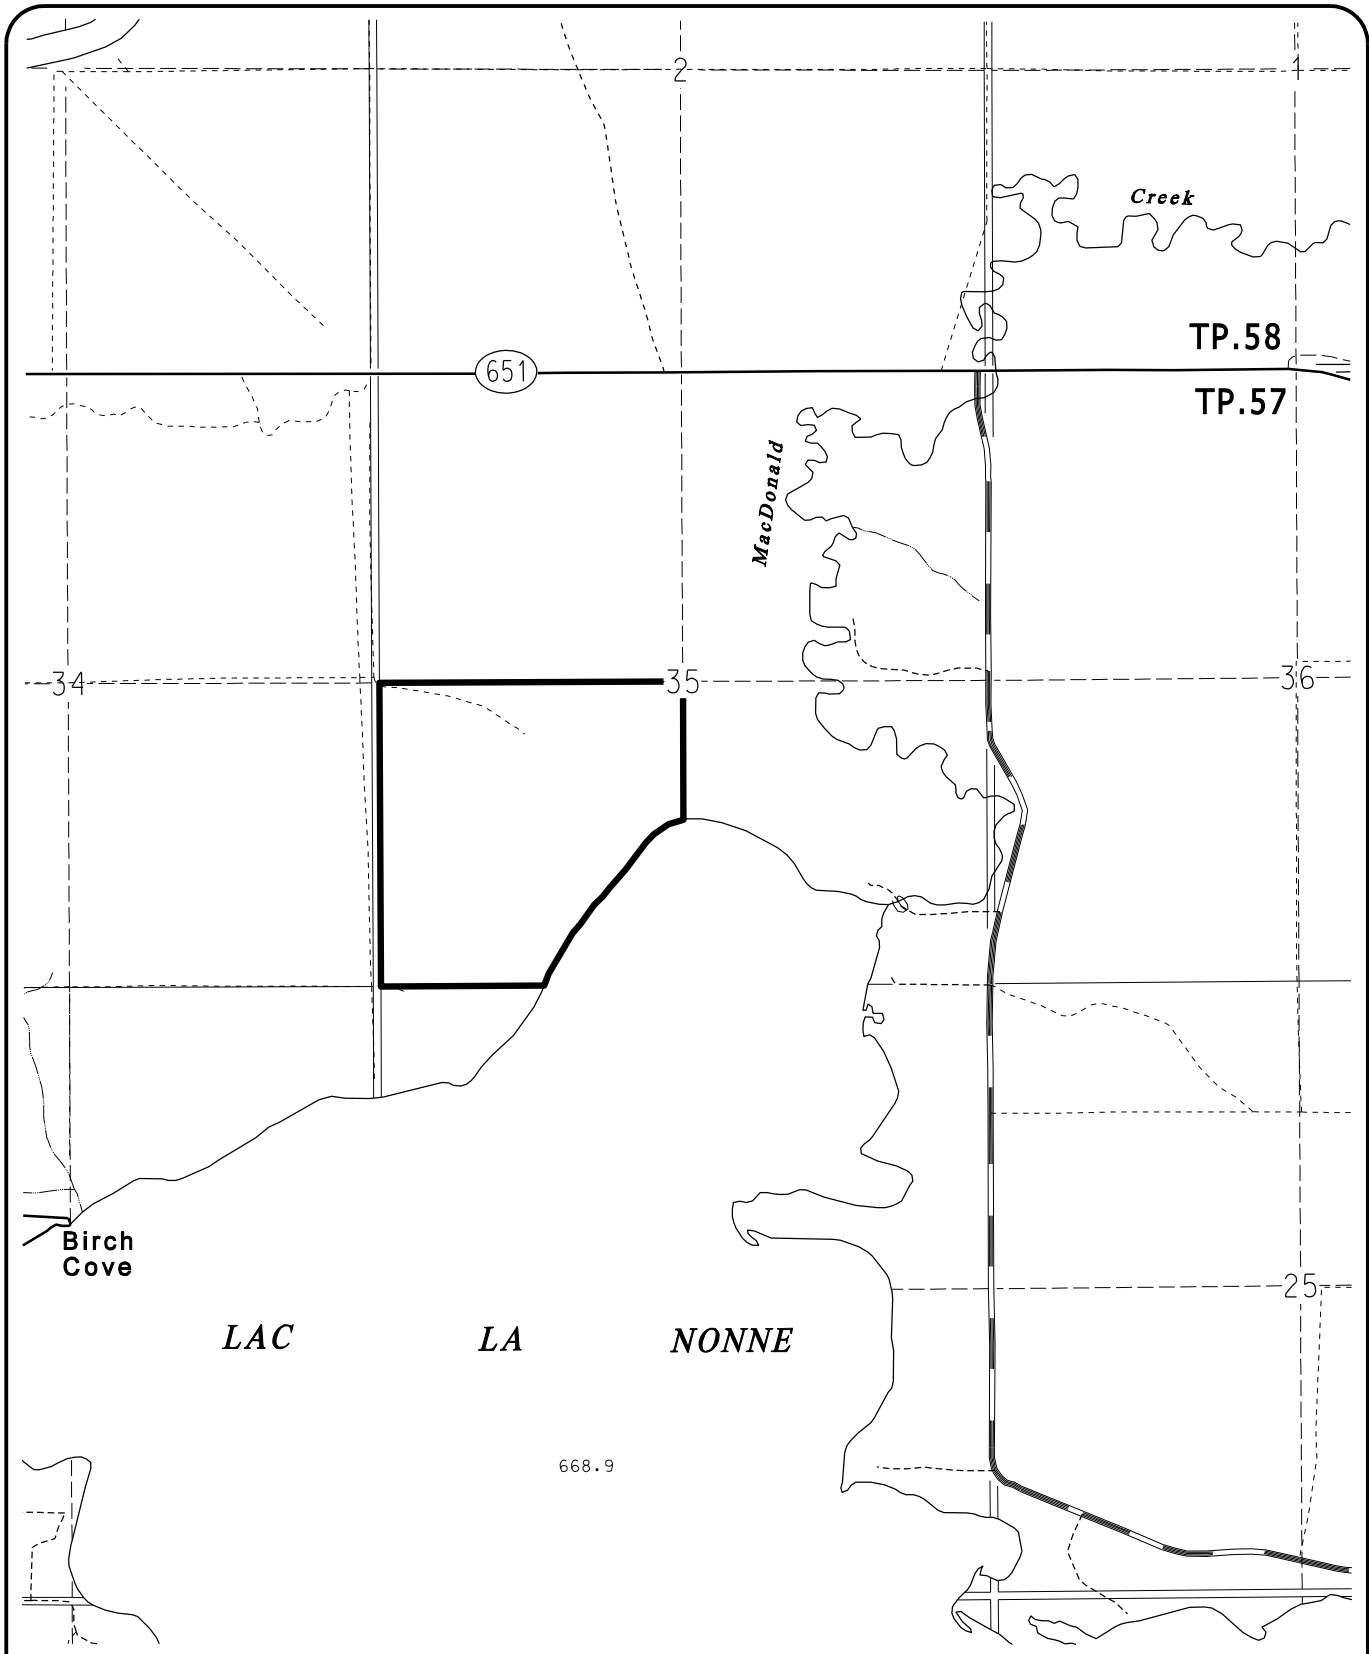 2
1
Creek
TP.58
651
TP.57
MacDonald
34
35
36
Birch
Cove
25
LAC LA NONNE
668.9